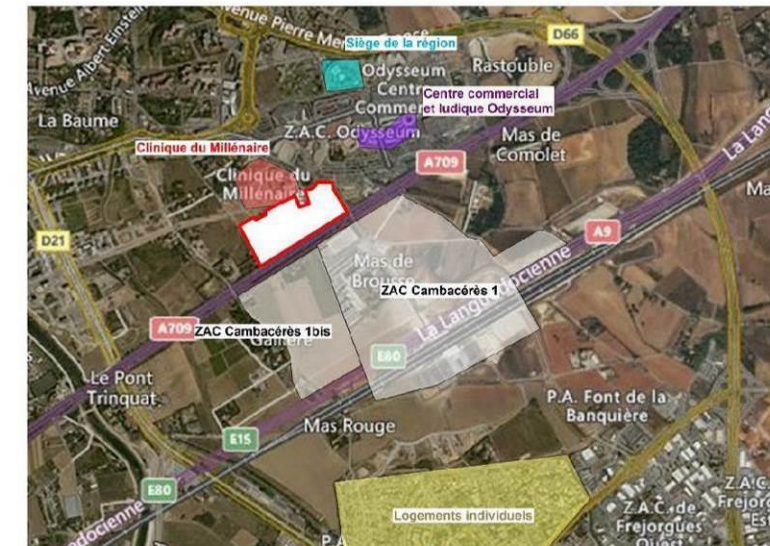 Avenue Pierre Me
D66
Siège de la région
Avenue Albert-Einstein
Odysseum
Centre
Comme
Rastouble
Centre commercial
et ludique Odysseum
La Baume
Z.A.C. Odysseum
Mas de
Comolet
Clinique du Millénaire
Clinique du
Millénaire
A709
La Lang
Ma
D21
A9
Mas de
Brousse
ZAC Cambacérès 1
La Languedocienne
A709
ZAC Cambacérès 1bis
E80
Le Pont
Trinquat
P.A. Font de la
Banquière
Mas Rouge
E15
E80
Logements individuels
Z.A.C. de
Frejorgues
Ouest
Z.A.C.
Frejorg
Est
docienne
P.A